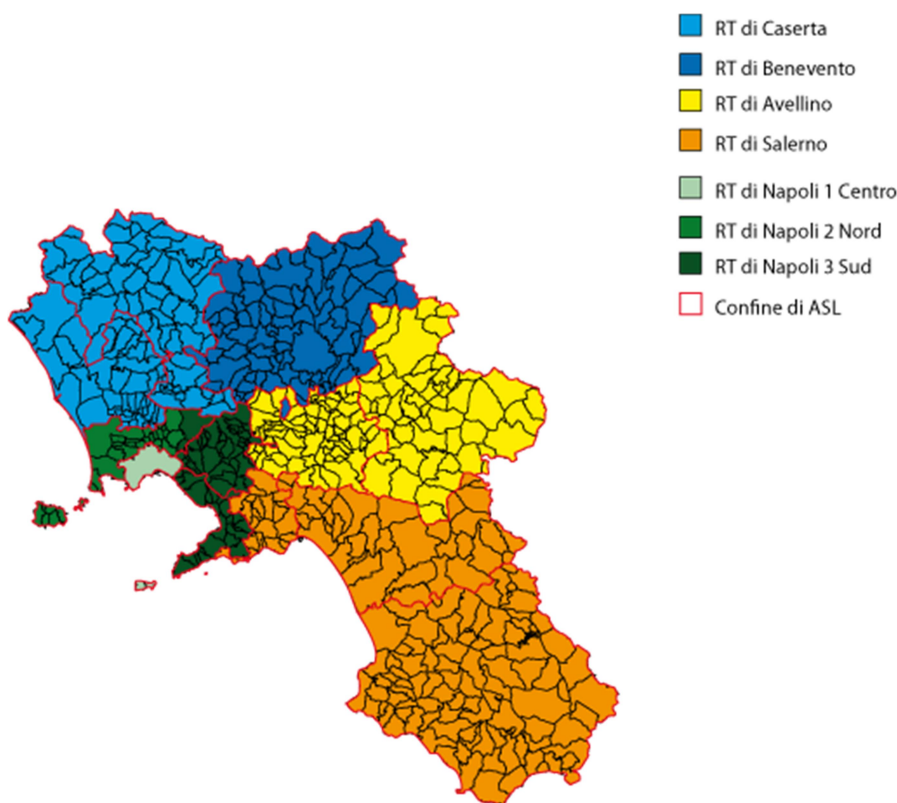 RT di Caserta
RT di Benevento
RT di Avellino
RT di Salerno
RT di Napoli 1 Centro
RT di Napoli 2 Nord
RT di Napoli 3 Sud
Confine di ASL